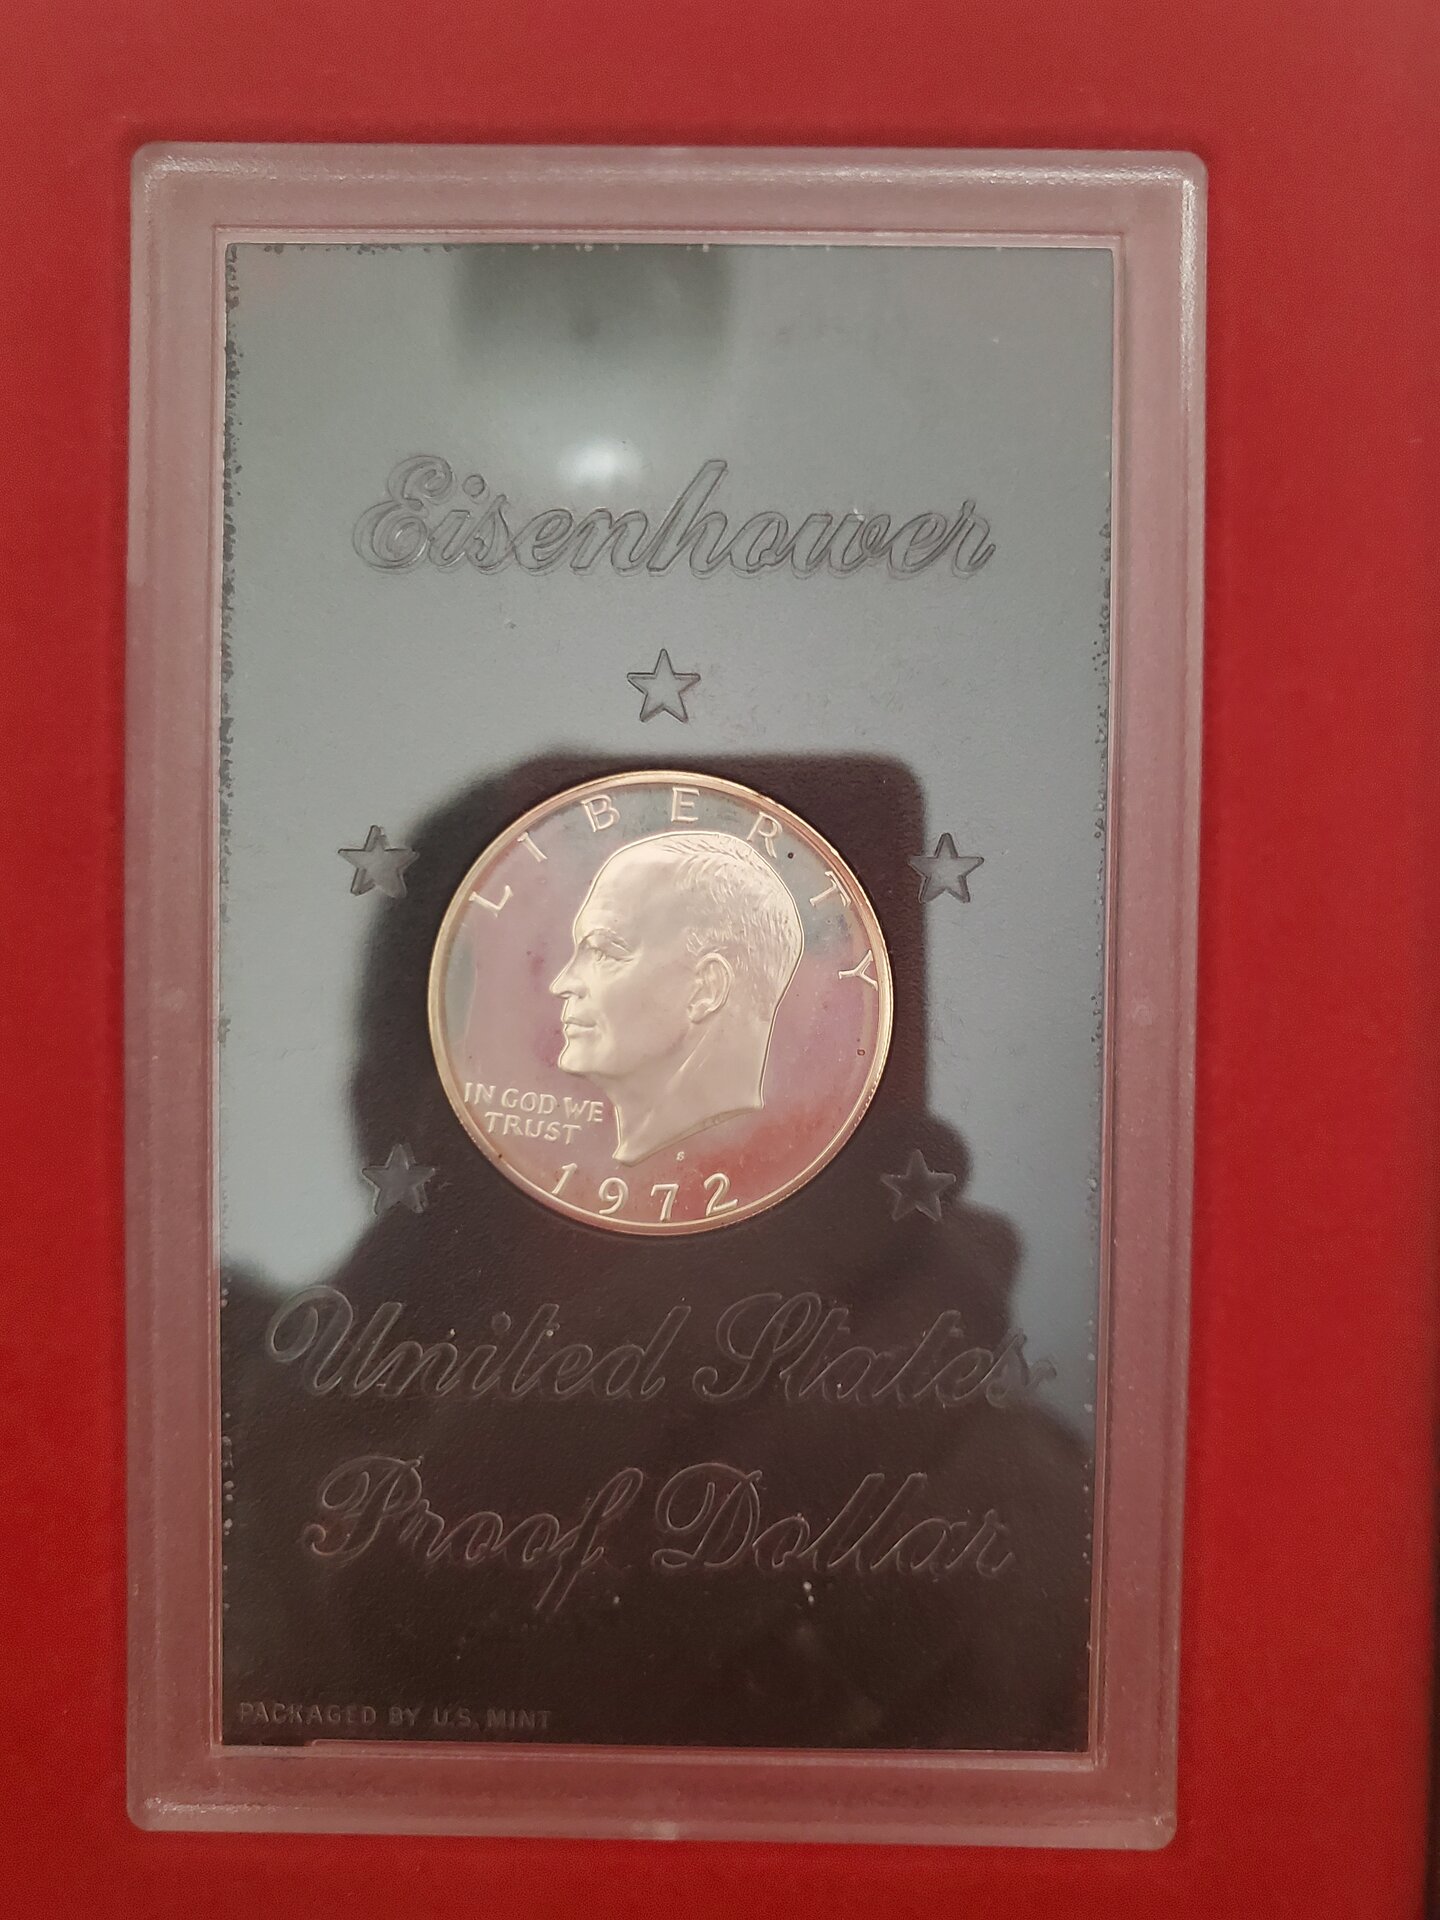 Eisenhower
LIBERTY
IN GOD WE
TRUST
S
1972
United States
Proof Dollar
PACKAGED BY U.S. MINT